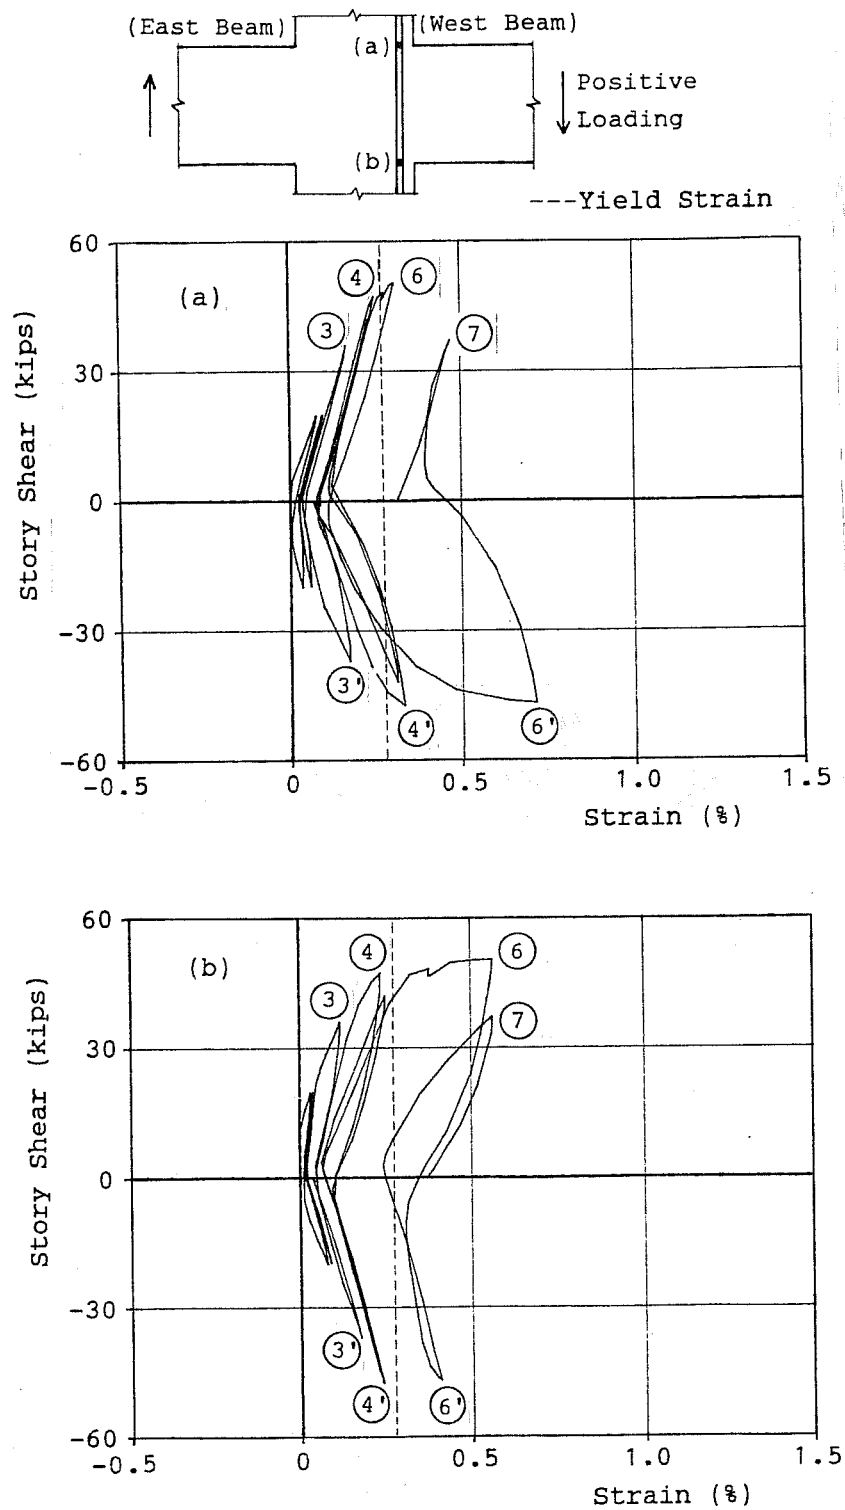 (East Beam) (West Beam)
(a)
Positive
Loading
(b)
---Yield Strain
60
4 6
(a)
3 7
30
Story Shear (kips)
0
-30
3'
4' 6'
-60
-0.5 0 0.5 1.0 1.5
Strain (%)
60
4 6
(b)
3 7
30
Story Shear (kips)
0
-30
3'
4' 6'
-60
-0.5 0 0.5 1.0 1.5
Strain (%)